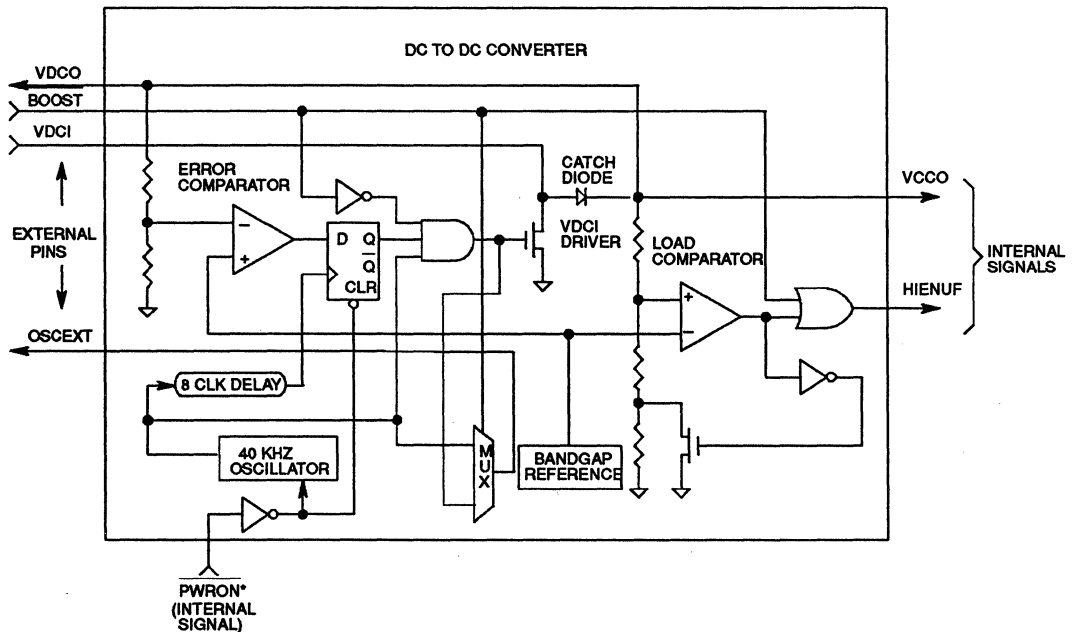 DC TO DC CONVERTER
VDCO
BOOST
VDCI
EXTERNAL
PINS
OSCEXT
ERROR
COMPARATOR
−
+
D Q
Q̅
CLR
CATCH
DIODE
VDCI
DRIVER
LOAD
COMPARATOR
+
−
VCCO
INTERNAL
SIGNALS
HIENUF
8 CLK DELAY
40 KHZ
OSCILLATOR
MUX
BANDGAP
REFERENCE
PWRON*
(INTERNAL
SIGNAL)